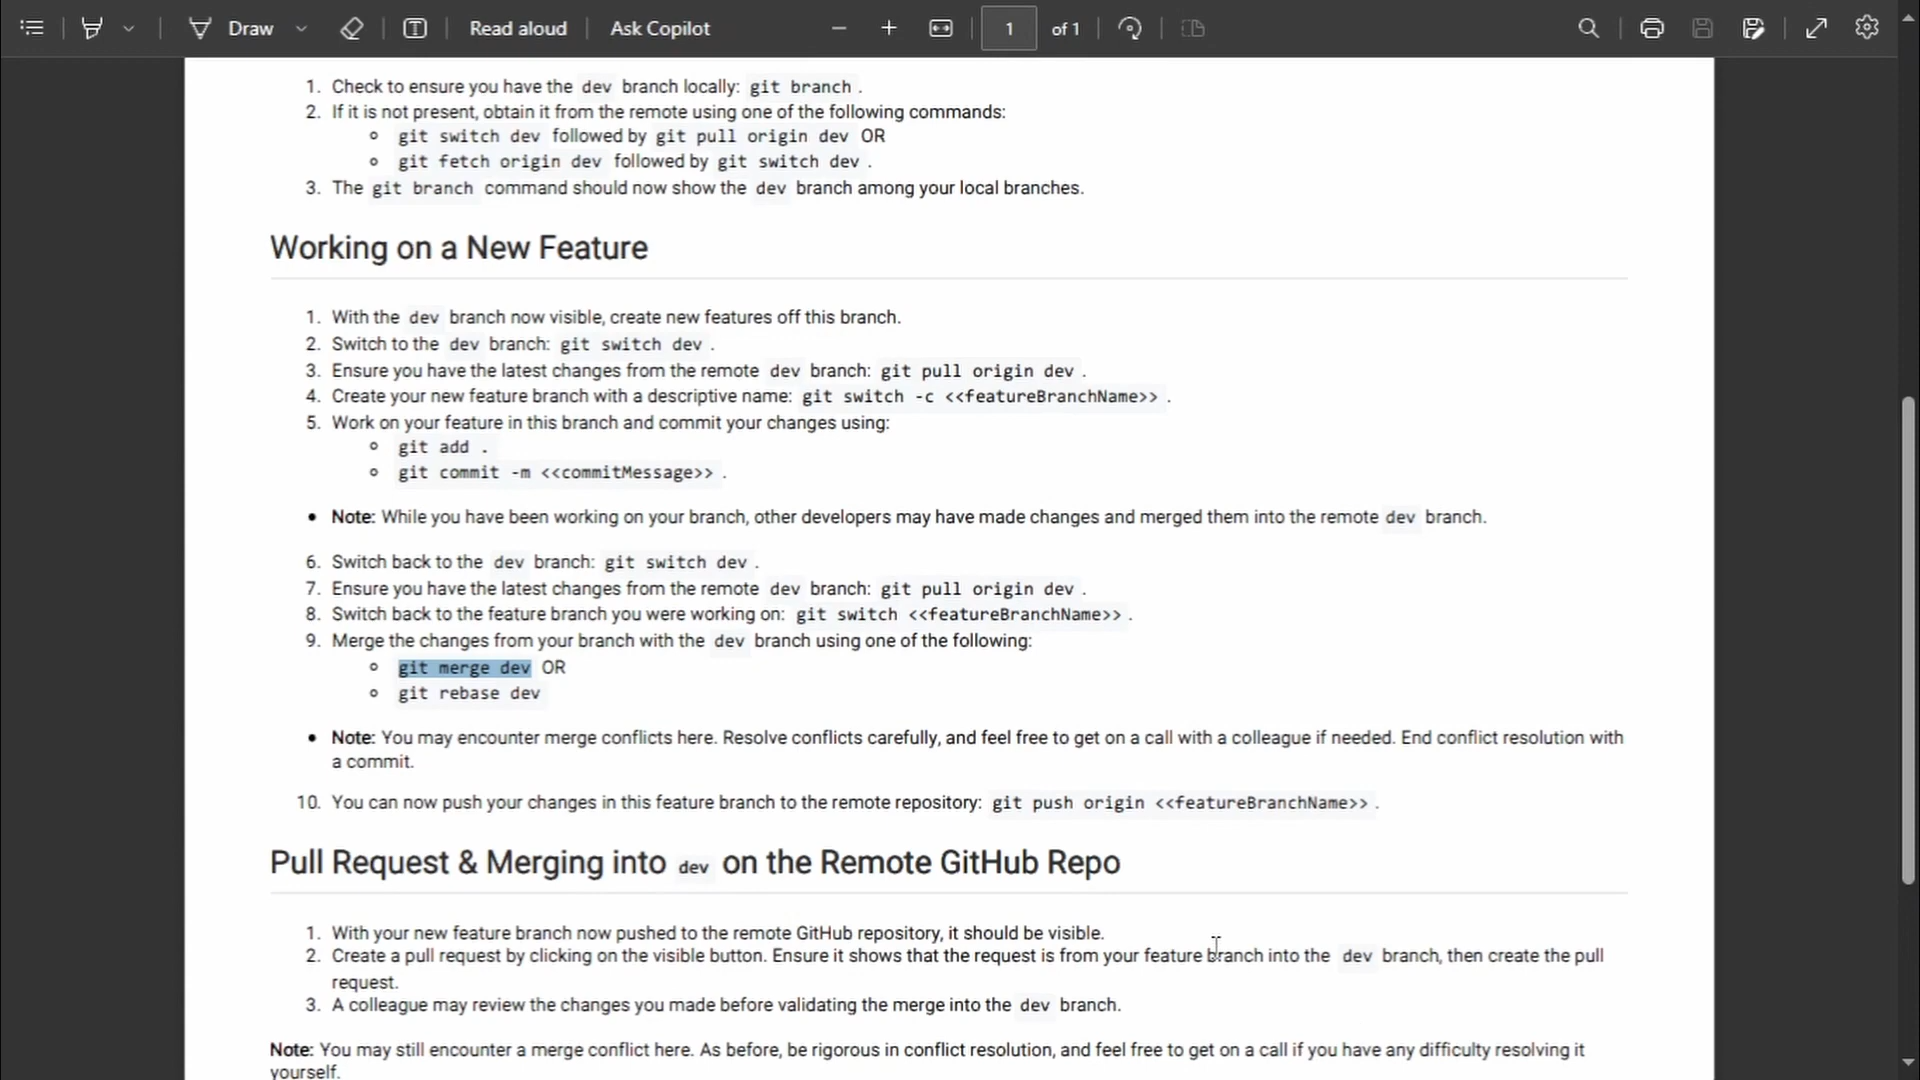 Draw Read aloud Ask Copilot 1 of 1
1. Check to ensure you have the dev branch locally: git branch .
2. If it is not present, obtain it from the remote using one of the following commands:
git switch dev followed by git pull origin dev OR
git fetch origin dev followed by git switch dev .
3. The git branch command should now show the dev branch among your local branches.
Working on a New Feature
1. With the dev branch now visible, create new features off this branch.
2. Switch to the dev branch: git switch dev .
3. Ensure you have the latest changes from the remote dev branch: git pull origin dev .
4. Create your new feature branch with a descriptive name: git switch -c <<featureBranchName>> .
5. Work on your feature in this branch and commit your changes using:
git add .
git commit -m <<commitMessage>> .
• Note: While you have been working on your branch, other developers may have made changes and merged them into the remote dev branch.
6. Switch back to the dev branch: git switch dev .
7. Ensure you have the latest changes from the remote dev branch: git pull origin dev .
8. Switch back to the feature branch you were working on: git switch <<featureBranchName>> .
9. Merge the changes from your branch with the dev branch using one of the following:
git merge dev OR
git rebase dev
• Note: You may encounter merge conflicts here. Resolve conflicts carefully, and feel free to get on a call with a colleague if needed. End conflict resolution with
a commit.
10. You can now push your changes in this feature branch to the remote repository: git push origin <<featureBranchName>> .
Pull Request & Merging into dev on the Remote GitHub Repo
1. With your new feature branch now pushed to the remote GitHub repository, it should be visible.
2. Create a pull request by clicking on the visible button. Ensure it shows that the request is from your feature branch into the dev branch, then create the pull
request.
3. A colleague may review the changes you made before validating the merge into the dev branch.
Note: You may still encounter a merge conflict here. As before, be rigorous in conflict resolution, and feel free to get on a call if you have any difficulty resolving it
yourself.